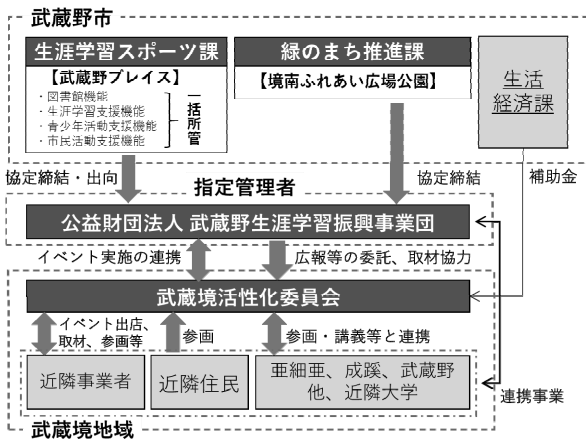 武蔵野市
生涯学習スポーツ課
【武蔵野プレイス】
・図書館機能
・生涯学習支援機能
・青少年活動支援機能
・市民活動支援機能
一括所管
緑のまち推進課
【境南ふれあい広場公園】
生活
経済課
協定締結・出向
協定締結
補助金
指定管理者
公益財団法人 武蔵野生涯学習振興事業団
イベント実施の連携
広報等の委託、取材協力
武蔵境活性化委員会
イベント出店、
取材、参画等
参画
参画・講義等と連携
近隣事業者
近隣住民
亜細亜、成蹊、武蔵野
他、近隣大学
連携事業
武蔵境地域